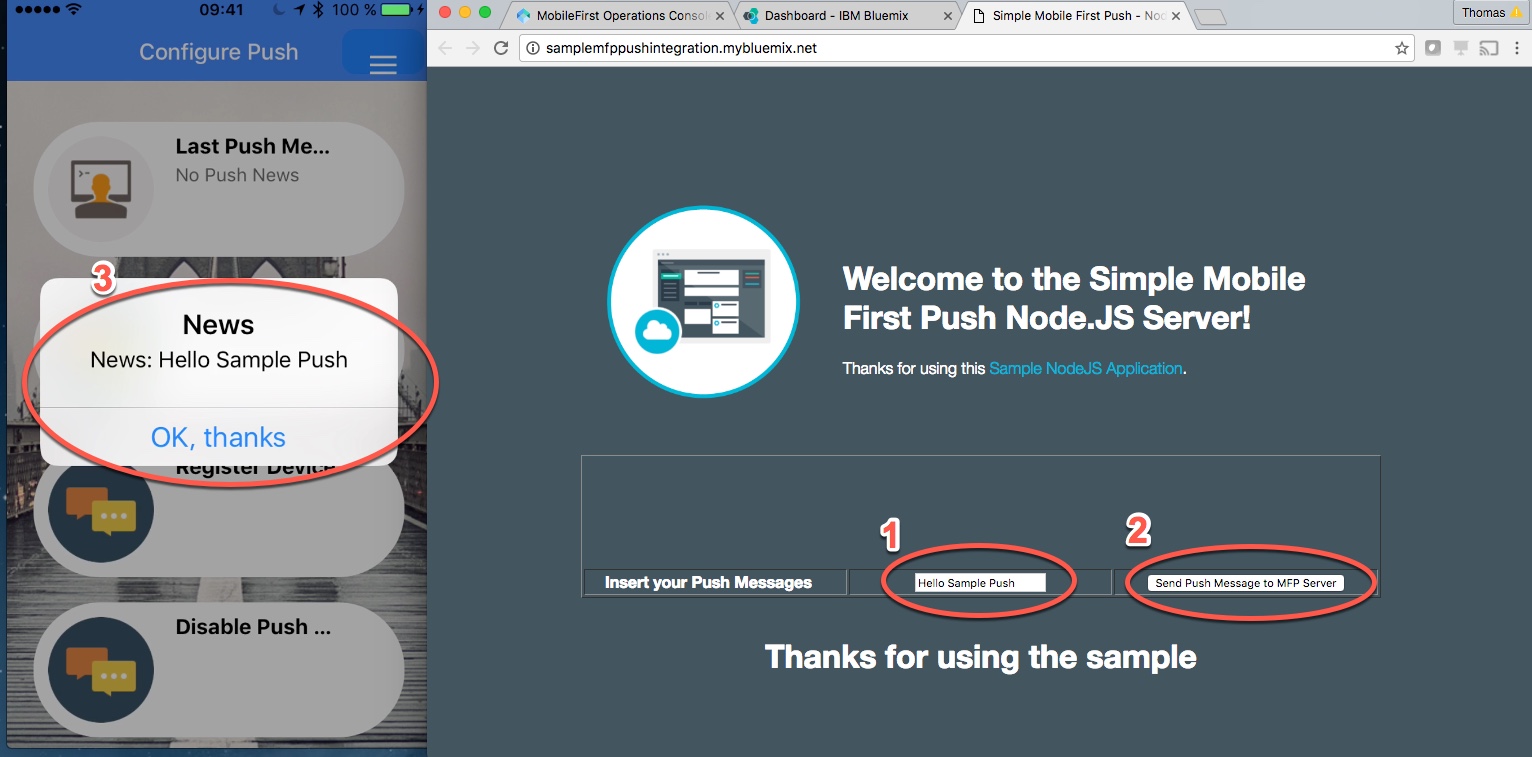 09:41
100 %
Configure Push
Last Push Me...
No Push News
3
News
News: Hello Sample Push
OK, thanks
Register Device
Disable Push ...
MobileFirst Operations Consol
Dashboard - IBM Bluemix
Simple Mobile First Push - Nod
Thomas
samplemfppushintegration.mybluemix.net
Welcome to the Simple Mobile
First Push Node.JS Server!
Thanks for using this Sample NodeJS Application.
1
2
Insert your Push Messages
Hello Sample Push
Send Push Message to MFP Server
Thanks for using the sample